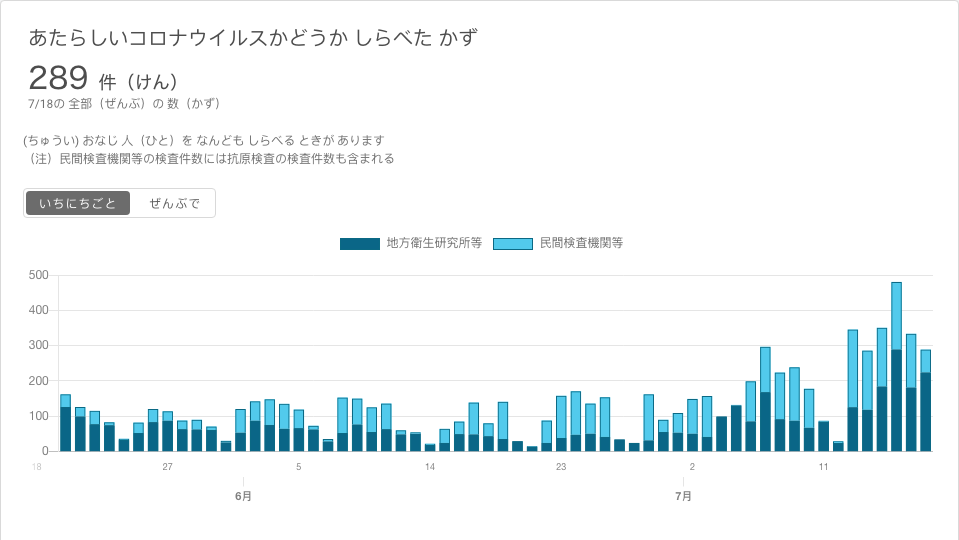 あたらしいコロナウイルスかどうか しらべた かず
289 件（けん）
7/18の 全部（ぜんぶ）の 数（かず）
(ちゅうい) おなじ 人（ひと）を なんども しらべる ときが あります
（注）民間検査機関等の検査件数には抗原検査の検査件数も含まれる
いちにちごと ぜんぶで
地方衛生研究所等 民間検査機関等
500
400
300
200
100
0
18 27 5 14 23 2 11
6月 7月